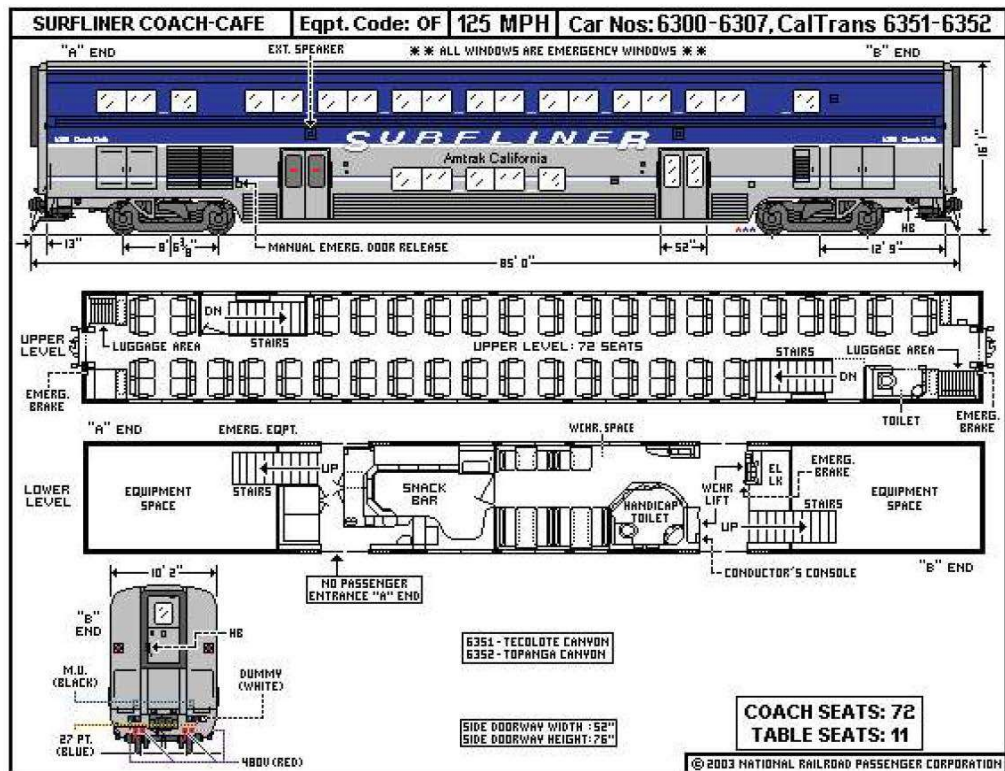 SURFLINER COACH-CAFE
Eqpt. Code: OF
125 MPH
Car Nos: 6300-6307, CalTrans 6351-6352
"A" END
EXT. SPEAKER
** ALL WINDOWS ARE EMERGENCY WINDOWS **
"B" END
SURFLINER
Amtrak California
16' 1"
13"
8' 6 3/8"
MANUAL EMERG. DOOR RELEASE
52"
12' 9"
HB
85' 0"
DN
STAIRS
UPPER LEVEL
LUGGAGE AREA
UPPER LEVEL: 72 SEATS
STAIRS
LUGGAGE AREA
DN
EMERG. BRAKE
TOILET
EMERG. BRAKE
"A" END
EMERG. EQPT.
WCHR. SPACE
UP
STAIRS
LOWER LEVEL
EQUIPMENT SPACE
SNACK BAR
HANDICAP TOILET
WCHR LIFT
EL LK
EMERG. BRAKE
STAIRS
UP
EQUIPMENT SPACE
CONDUCTOR'S CONSOLE
"B" END
NO PASSENGER
ENTRANCE "A" END
10' 2"
"B" END
HB
M.U. (BLACK)
DUMMY (WHITE)
27 PT. (BLUE)
480V (RED)
6351 - TECOLOTE CANYON
6352 - TOPANGA CANYON
SIDE DOORWAY WIDTH : 52"
SIDE DOORWAY HEIGHT: 76"
COACH SEATS: 72
TABLE SEATS: 11
© 2003 NATIONAL RAILROAD PASSENGER CORPORATION